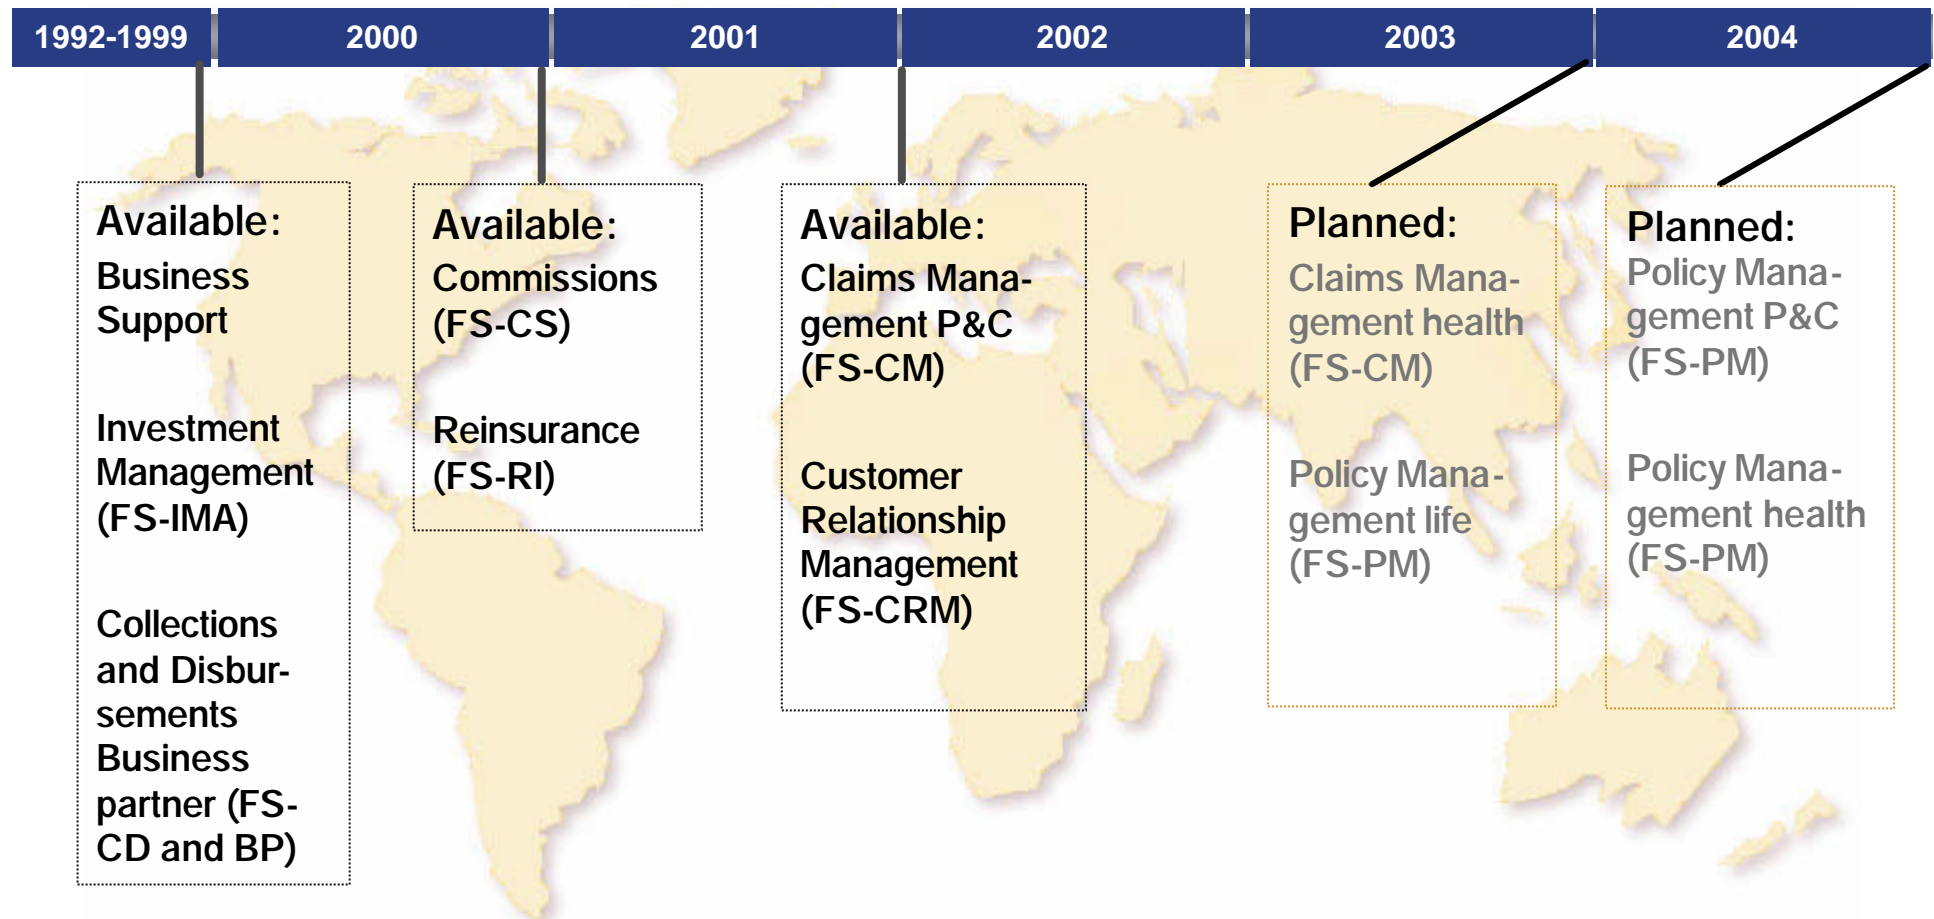 1992-1999
2000
2001
2002
2003
2004
Available:
Business
Support
Investment
Management
(FS-IMA)
Collections
and Disbur-
sements
Business
partner (FS-
CD and BP)
Available:
Commissions
(FS-CS)
Reinsurance
(FS-RI)
Available:
Claims Mana-
gement P&C
(FS-CM)
Customer
Relationship
Management
(FS-CRM)
Planned:
Claims Mana-
gement health
(FS-CM)
Policy Mana-
gement life
(FS-PM)
Planned:
Policy Mana-
gement P&C
(FS-PM)
Policy Mana-
gement health
(FS-PM)